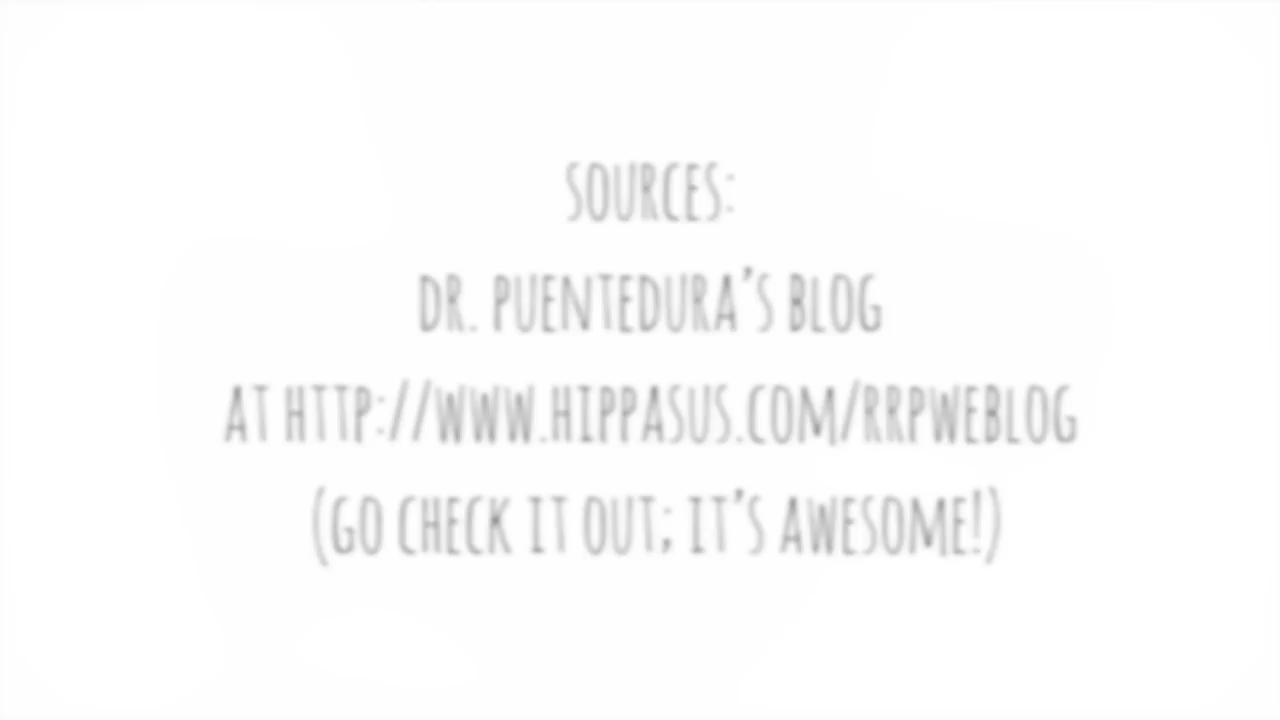 SOURCES:
DR. PUENTEDURA'S BLOG
AT HTTP://WWW.HIPPASUS.COM/RRPWEBLOG
(GO CHECK IT OUT; IT'S AWESOME!)